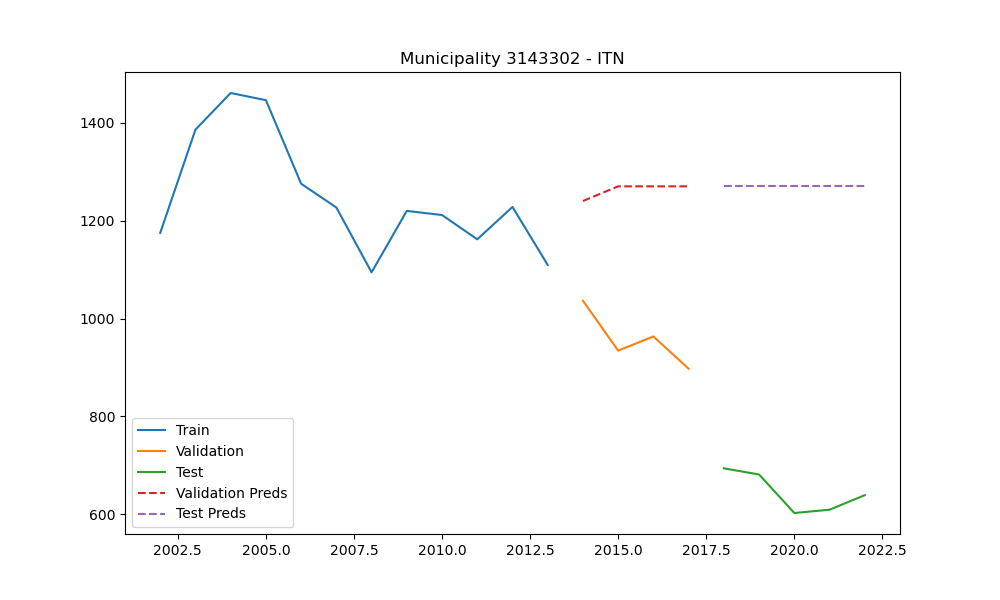 Municipality 3143302 - ITN
1400
1200
1000
800
600
Train
Validation
Test
Validation Preds
Test Preds
2002.5 2005.0 2007.5 2010.0 2012.5 2015.0 2017.5 2020.0 2022.5